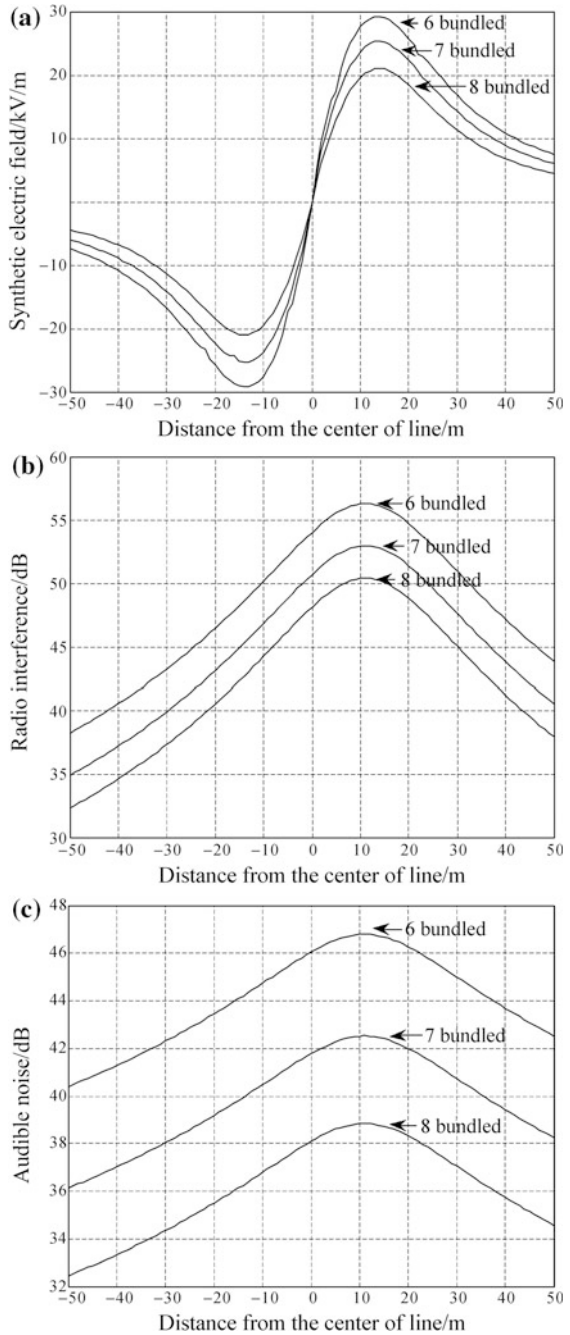 (a)
Synthetic electric field/kV/m
30
20
10
−10
−20
−30
6 bundled
7 bundled
8 bundled
−50 −40 −30 −20 −10 0 10 20 30 40 50
Distance from the center of line/m
(b)
Radio interference/dB
60
55
50
45
40
35
30
6 bundled
7 bundled
8 bundled
−50 −40 −30 −20 −10 0 10 20 30 40 50
Distance from the center of line/m
(c)
Audible noise/dB
48
46
44
42
40
38
36
34
32
6 bundled
7 bundled
8 bundled
−50 −40 −30 −20 −10 0 10 20 30 40 50
Distance from the center of line/m